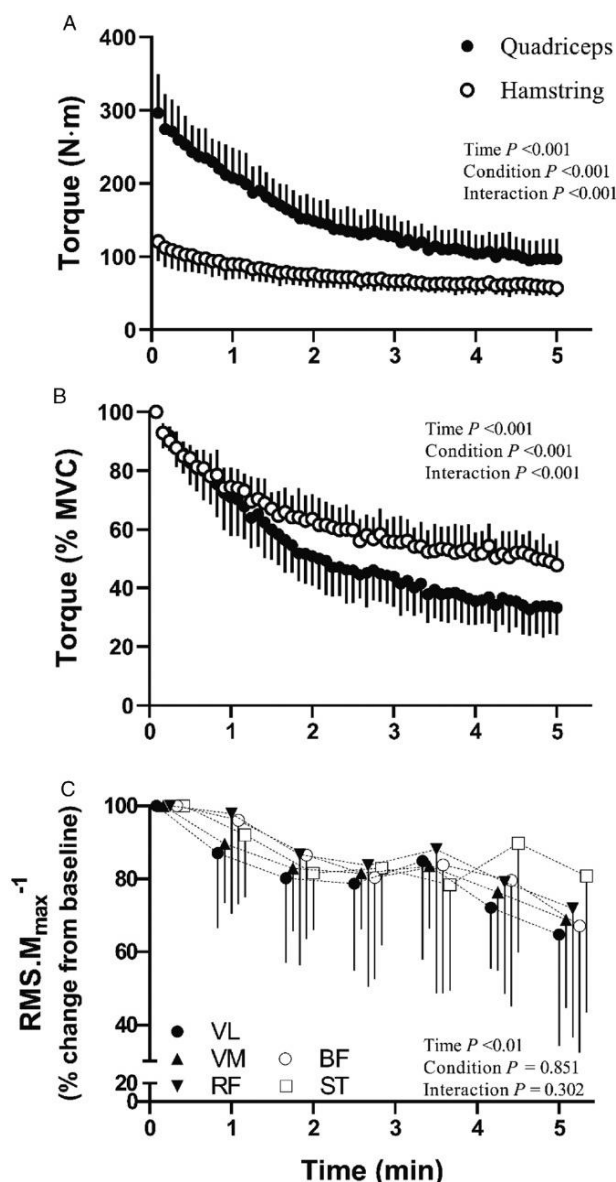 A
Torque (N·m)
400
300
200
100
0
0 1 2 3 4 5
Quadriceps
Hamstring
Time P <0.001
Condition P <0.001
Interaction P <0.001
B
Torque (% MVC)
100
80
60
40
20
0
0 1 2 3 4 5
Time P <0.001
Condition P <0.001
Interaction P <0.001
C
RMS.Mmax-1
(% change from baseline)
100
80
60
40
20
0
VL
VM
RF
BF
ST
Time P <0.01
Condition P = 0.851
Interaction P = 0.302
0 1 2 3 4 5
Time (min)